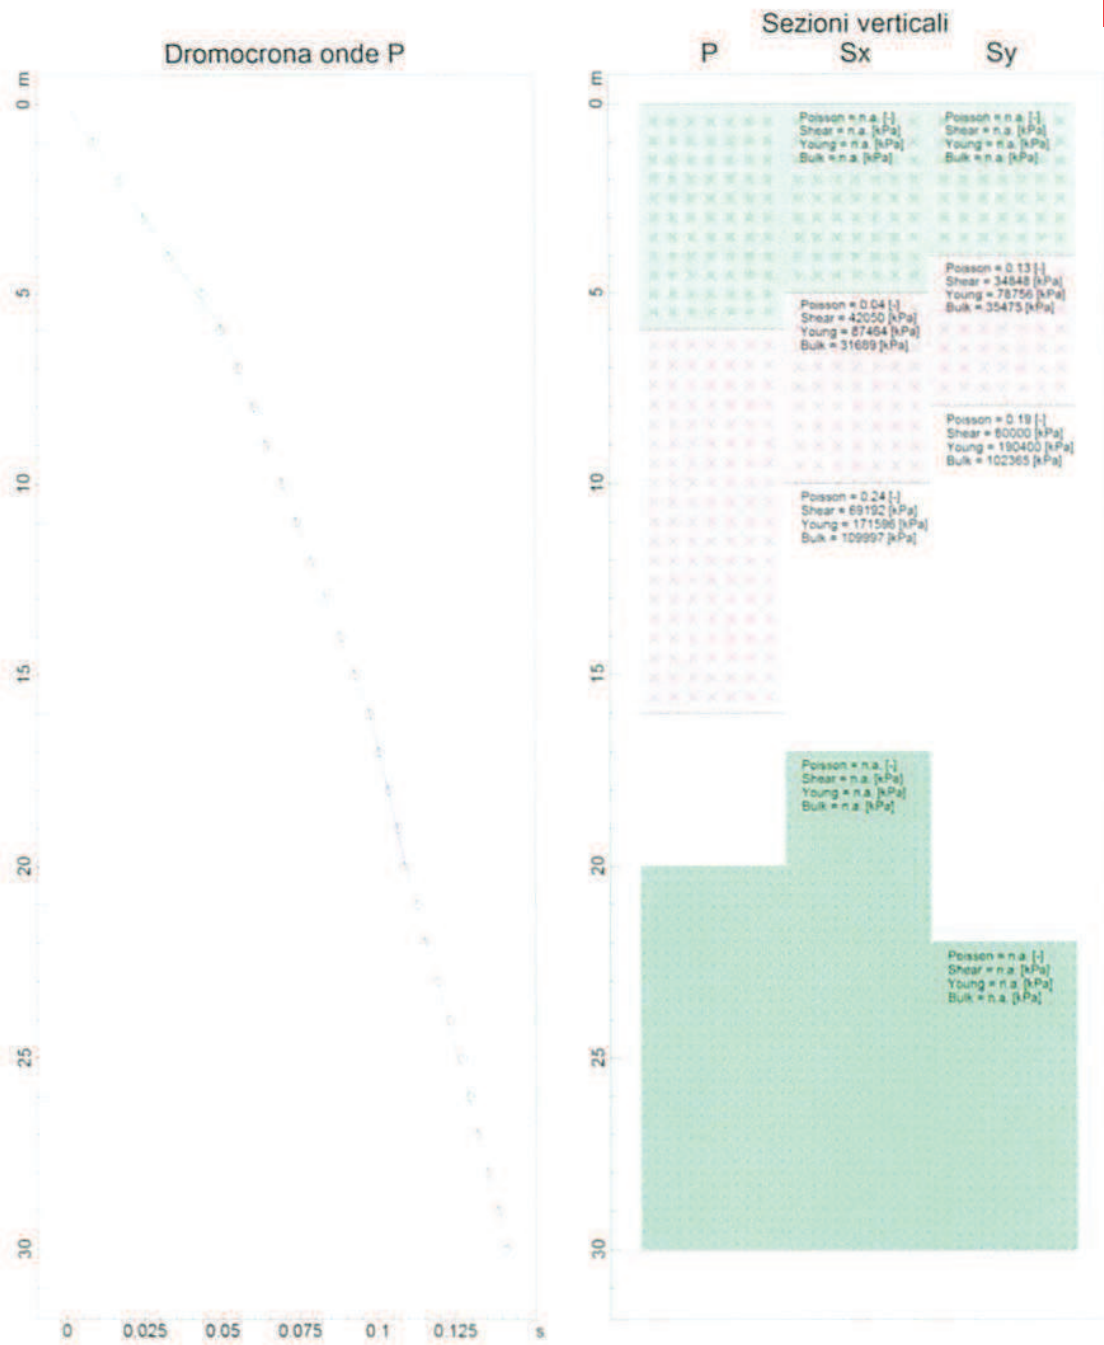 Dromocrona onde P
0 m
5
10
15
20
25
30
0 0.025 0.05 0.075 0.1 0.125 s
Sezioni verticali
P Sx Sy
0 m
5
10
15
20
25
30
Poisson = n.a. [-]
Shear = n.a. [kPa]
Young = n.a. [kPa]
Bulk = n.a. [kPa]
Poisson = 0.04 [-]
Shear = 42050 [kPa]
Young = 87464 [kPa]
Bulk = 31689 [kPa]
Poisson = 0.24 [-]
Shear = 69192 [kPa]
Young = 171596 [kPa]
Bulk = 109997 [kPa]
Poisson = n.a. [-]
Shear = n.a. [kPa]
Young = n.a. [kPa]
Bulk = n.a. [kPa]
Poisson = n.a. [-]
Shear = n.a. [kPa]
Young = n.a. [kPa]
Bulk = n.a. [kPa]
Poisson = 0.13 [-]
Shear = 34848 [kPa]
Young = 78756 [kPa]
Bulk = 35475 [kPa]
Poisson = 0.19 [-]
Shear = 80000 [kPa]
Young = 190400 [kPa]
Bulk = 102365 [kPa]
Poisson = n.a. [-]
Shear = n.a. [kPa]
Young = n.a. [kPa]
Bulk = n.a. [kPa]